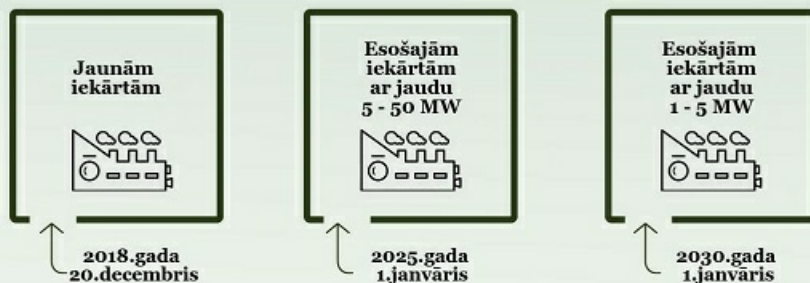 Jaunām
iekārtām
2018.gada
20.decembris
Esošajām
iekārtām
ar jaudu
5 - 50 MW
2025.gada
1.janvāris
Esošajām
iekārtām
ar jaudu
1 - 5 MW
2030.gada
1.janvāris